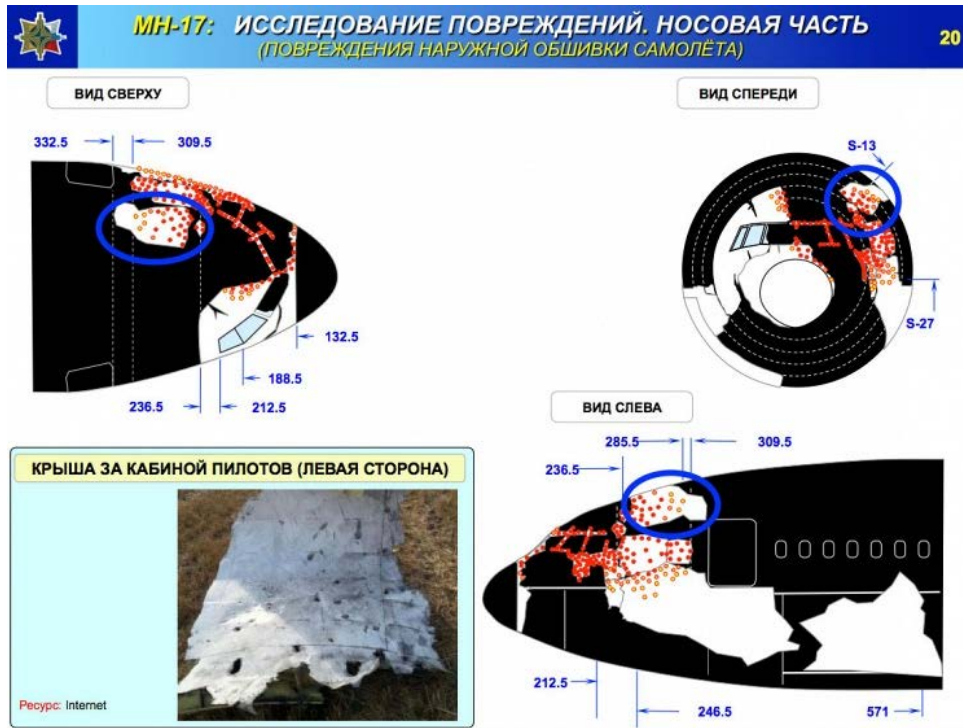 МН-17: ИССЛЕДОВАНИЕ ПОВРЕЖДЕНИЙ. НОСОВАЯ ЧАСТЬ
(ПОВРЕЖДЕНИЯ НАРУЖНОЙ ОБШИВКИ САМОЛЁТА)
20
ВИД СВЕРХУ
332.5
309.5
132.5
188.5
236.5
212.5
ВИД СПЕРЕДИ
S-13
S-27
ВИД СЛЕВА
285.5
309.5
236.5
212.5
246.5
571
КРЫША ЗА КАБИНОЙ ПИЛОТОВ (ЛЕВАЯ СТОРОНА)
Ресурс: Internet